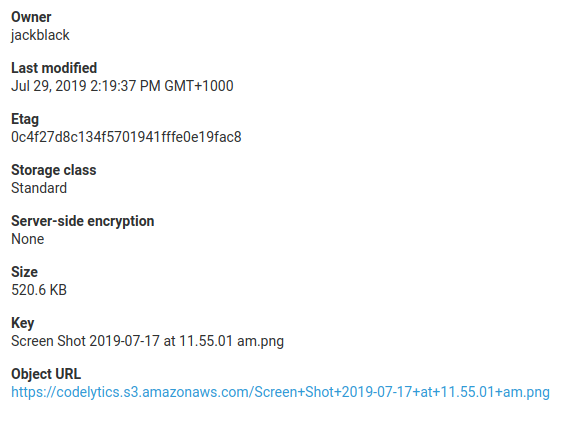 Owner
jackblack
Last modified
Jul 29, 2019 2:19:37 PM GMT+1000
Etag
0c4f27d8c134f5701941fffe0e19fac8
Storage class
Standard
Server-side encryption
None
Size
520.6 KB
Key
Screen Shot 2019-07-17 at 11.55.01 am.png
Object URL
https://codelytics.s3.amazonaws.com/Screen+Shot+2019-07-17+at+11.55.01+am.png